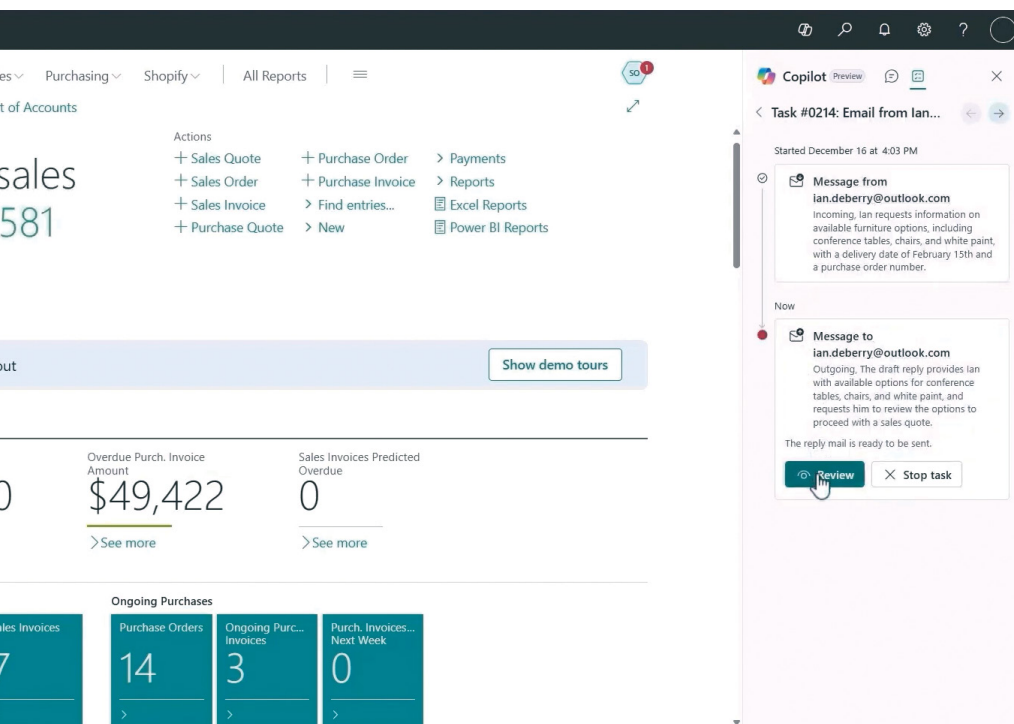 es
Purchasing
Shopify
All Reports
SO
1
t of Accounts
sales
581
Actions
+ Sales Quote
+ Sales Order
+ Sales Invoice
+ Purchase Quote
+ Purchase Order
+ Purchase Invoice
> Find entries...
> New
> Payments
> Reports
Excel Reports
Power BI Reports
out
Show demo tours
0
Overdue Purch. Invoice
Amount
$49,422
>See more
Sales Invoices Predicted
Overdue
0
>See more
Ongoing Purchases
ales Invoices
7
>
Purchase Orders
14
>
Ongoing Purc...
Invoices
3
>
Purch. Invoices...
Next Week
0
>
?
Copilot Preview
Task #0214: Email from Ian...
Started December 16 at 4:03 PM
Message from
ian.deberry@outlook.com
Incoming, Ian requests information on
available furniture options, including
conference tables, chairs, and white paint,
with a delivery date of February 15th and
a purchase order number.
Now
Message to
ian.deberry@outlook.com
Outgoing, The draft reply provides Ian
with available options for conference
tables, chairs, and white paint, and
requests him to review the options to
proceed with a sales quote.
The reply mail is ready to be sent.
Review
Stop task